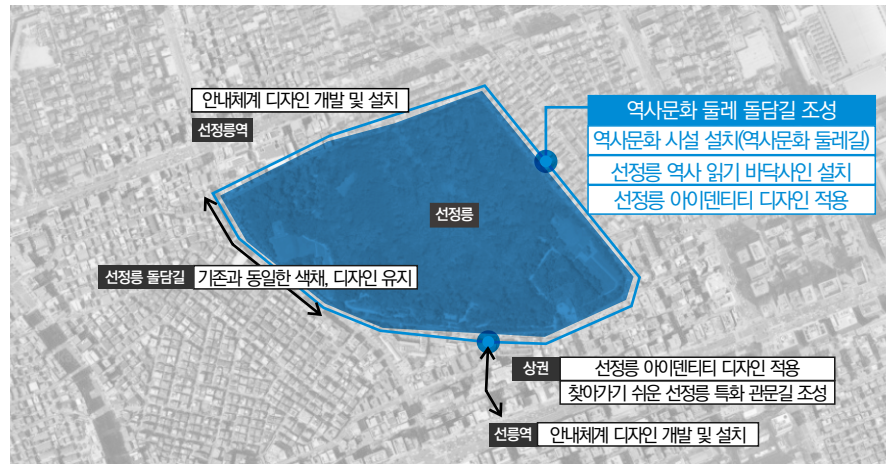 안내체계 디자인 개발 및 설치
선정릉역
역사문화 둘레 돌담길 조성
역사문화 시설 설치(역사문화 둘레길)
선정릉 역사 읽기 바닥사인 설치
선정릉 아이덴티티 디자인 적용
선정릉
선정릉 돌담길 기존과 동일한 색채, 디자인 유지
상권 선정릉 아이덴티티 디자인 적용
찾아가기 쉬운 선정릉 특화 관문길 조성
선릉역 안내체계 디자인 개발 및 설치